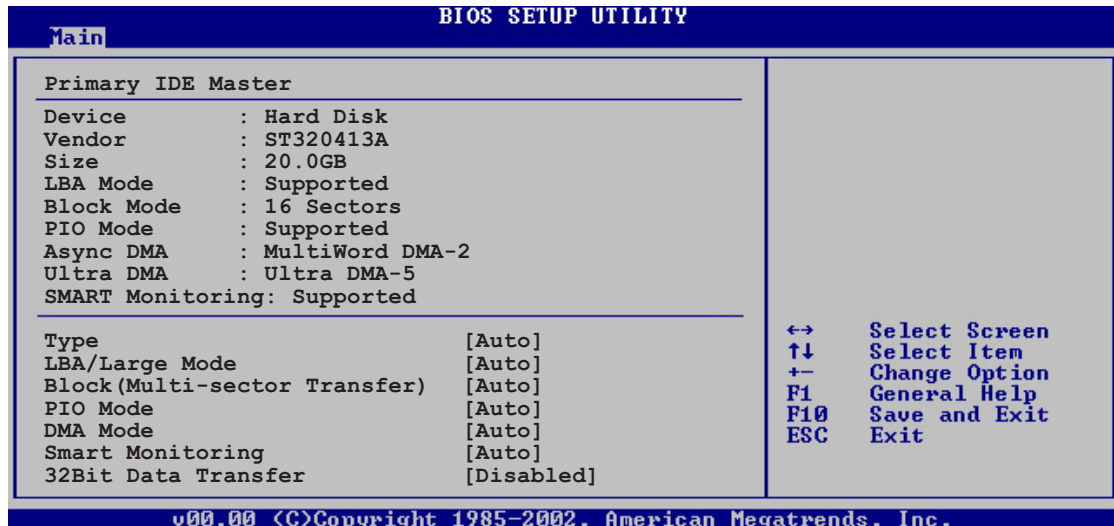 BIOS SETUP UTILITY
Main
Primary IDE Master
Device : Hard Disk
Vendor : ST320413A
Size : 20.0GB
LBA Mode : Supported
Block Mode : 16 Sectors
PIO Mode : Supported
Async DMA : MultiWord DMA-2
Ultra DMA : Ultra DMA-5
SMART Monitoring: Supported
Type [Auto]
LBA/Large Mode [Auto]
Block(Multi-sector Transfer) [Auto]
PIO Mode [Auto]
DMA Mode [Auto]
Smart Monitoring [Auto]
32Bit Data Transfer [Disabled]
←→ Select Screen
↑↓ Select Item
+- Change Option
F1 General Help
F10 Save and Exit
ESC Exit
v00.00 (C)Copyright 1985-2002, American Megatrends, Inc.